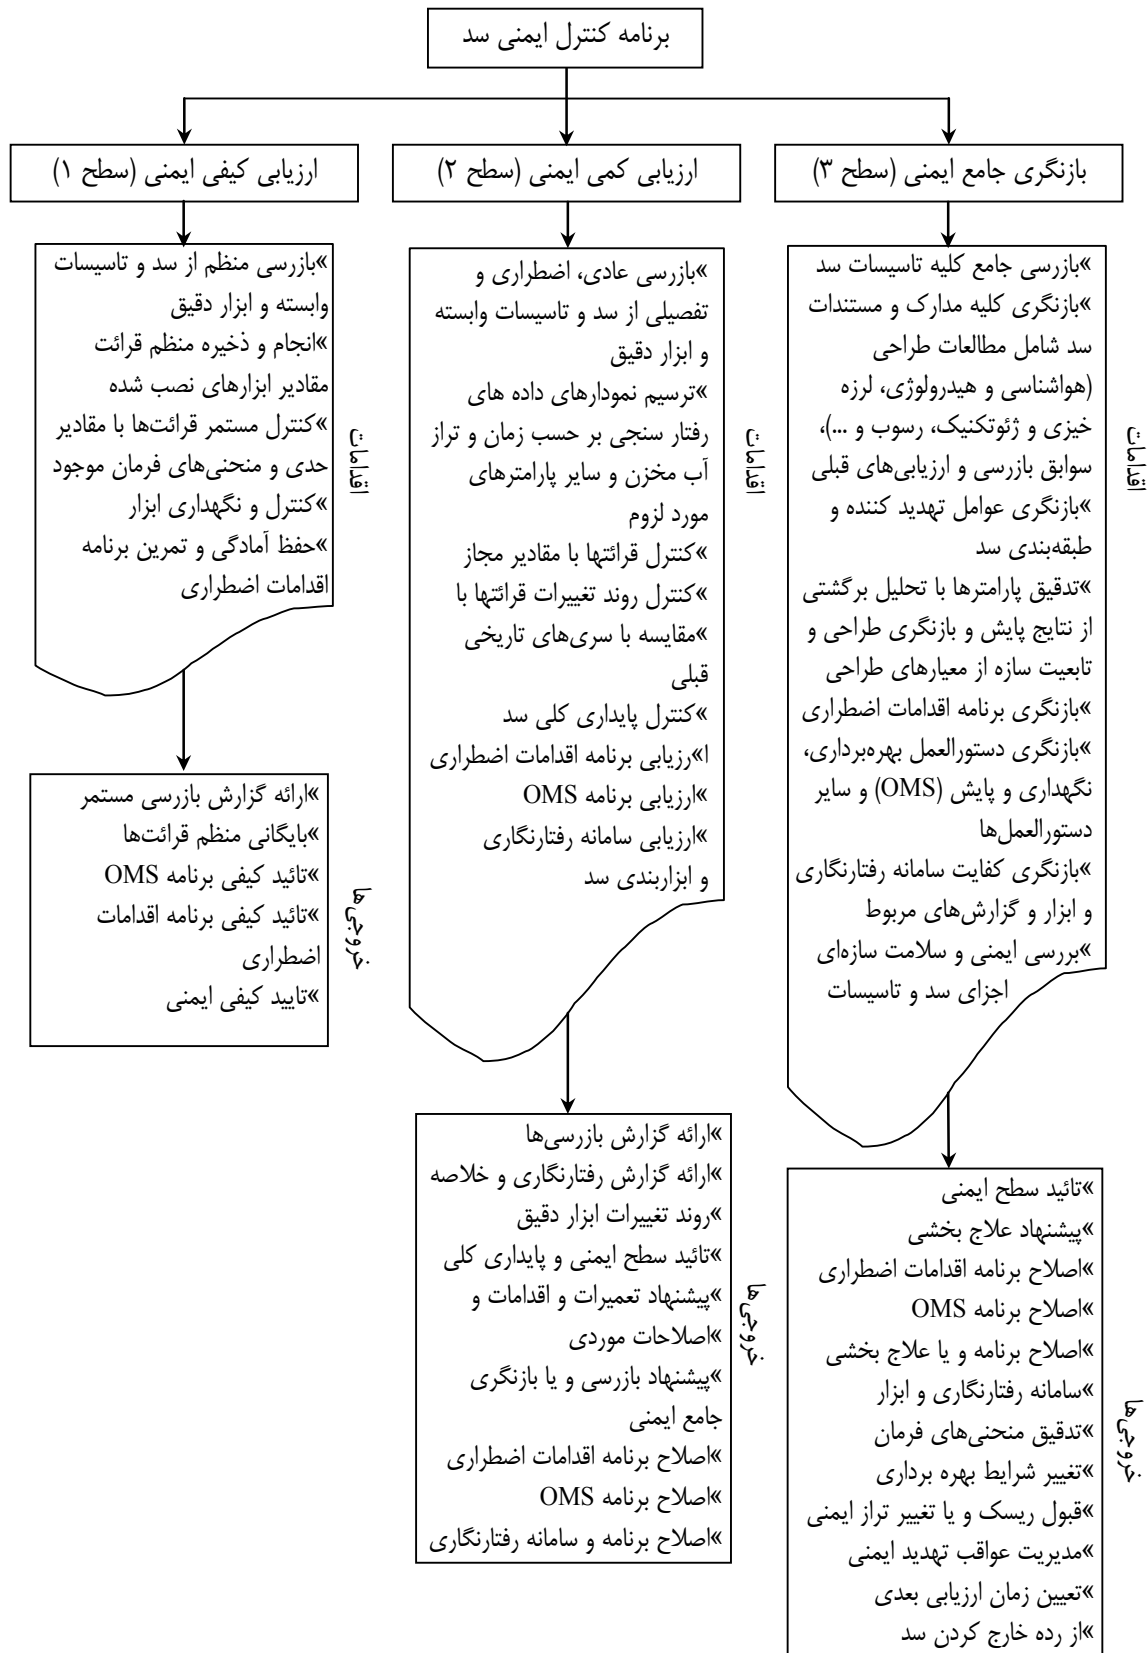 برنامه کنترل ایمنی سد
بازنگری جامع ایمنی (سطح ۳)
»بازرسی جامع کلیه تاسیسات سد
»بازنگری کلیه مدارک و مستندات
سد شامل مطالعات طراحی
(هواشناسی و هیدرولوژی، لرزه
خیزی و ژئوتکنیک، رسوب و ...)،
سوابق بازرسی و ارزیابی‌های قبلی
»بازنگری عوامل تهدید کننده و
طبقه‌بندی سد
»تدقیق پارامترها با تحلیل برگشتی
از نتایج پایش و بازنگری طراحی و
تابعیت سازه از معیارهای طراحی
»بازنگری برنامه اقدامات اضطراری
»بازنگری دستورالعمل بهره‌برداری،
نگهداری و پایش (OMS) و سایر
دستورالعمل‌ها
»بازنگری کفایت سامانه رفتارنگاری
و ابزار و گزارش‌های مربوط
»بررسی ایمنی و سلامت سازه‌ای
اجزای سد و تاسیسات
اقدامات
»تائید سطح ایمنی
»پیشنهاد علاج بخشی
»اصلاح برنامه اقدامات اضطراری
»اصلاح برنامه OMS
»اصلاح برنامه و یا علاج بخشی
»سامانه رفتارنگاری و ابزار
»تدقیق منحنی‌های فرمان
»تغییر شرایط بهره برداری
»قبول ریسک و یا تغییر تراز ایمنی
»مدیریت عواقب تهدید ایمنی
»تعیین زمان ارزیابی بعدی
»از رده خارج کردن سد
خروجی‌ها
ارزیابی کمی ایمنی (سطح ۲)
»بازرسی عادی، اضطراری و
تفصیلی از سد و تاسیسات وابسته
و ابزار دقیق
»ترسیم نمودارهای داده های
رفتار سنجی بر حسب زمان و تراز
آب مخزن و سایر پارامترهای
مورد لزوم
»کنترل قرائتها با مقادیر مجاز
»کنترل روند تغییرات قرائتها با
»مقایسه با سری‌های تاریخی
قبلی
»کنترل پایداری کلی سد
ا»رزیابی برنامه اقدامات اضطراری
»ارزیابی برنامه OMS
»ارزیابی سامانه رفتارنگاری
و ابزاربندی سد
اقدامات
»ارائه گزارش بازرسی‌ها
»ارائه گزارش رفتارنگاری و خلاصه
»روند تغییرات ابزار دقیق
»تائید سطح ایمنی و پایداری کلی
»پیشنهاد تعمیرات و اقدامات و
»اصلاحات موردی
»پیشنهاد بازرسی و یا بازنگری
جامع ایمنی
»اصلاح برنامه اقدامات اضطراری
»اصلاح برنامه OMS
»اصلاح برنامه و سامانه رفتارنگاری
خروجی‌ها
ارزیابی کیفی ایمنی (سطح ۱)
»بازرسی منظم از سد و تاسیسات
وابسته و ابزار دقیق
»انجام و ذخیره منظم قرائت
مقادیر ابزارهای نصب شده
»کنترل مستمر قرائت‌ها با مقادیر
حدی و منحنی‌های فرمان موجود
»کنترل و نگهداری ابزار
»حفظ آمادگی و تمرین برنامه
اقدامات اضطراری
اقدامات
»ارائه گزارش بازرسی مستمر
»بایگانی منظم قرائت‌ها
»تائید کیفی برنامه OMS
»تائید کیفی برنامه اقدامات
اضطراری
»تایید کیفی ایمنی
خروجی‌ها